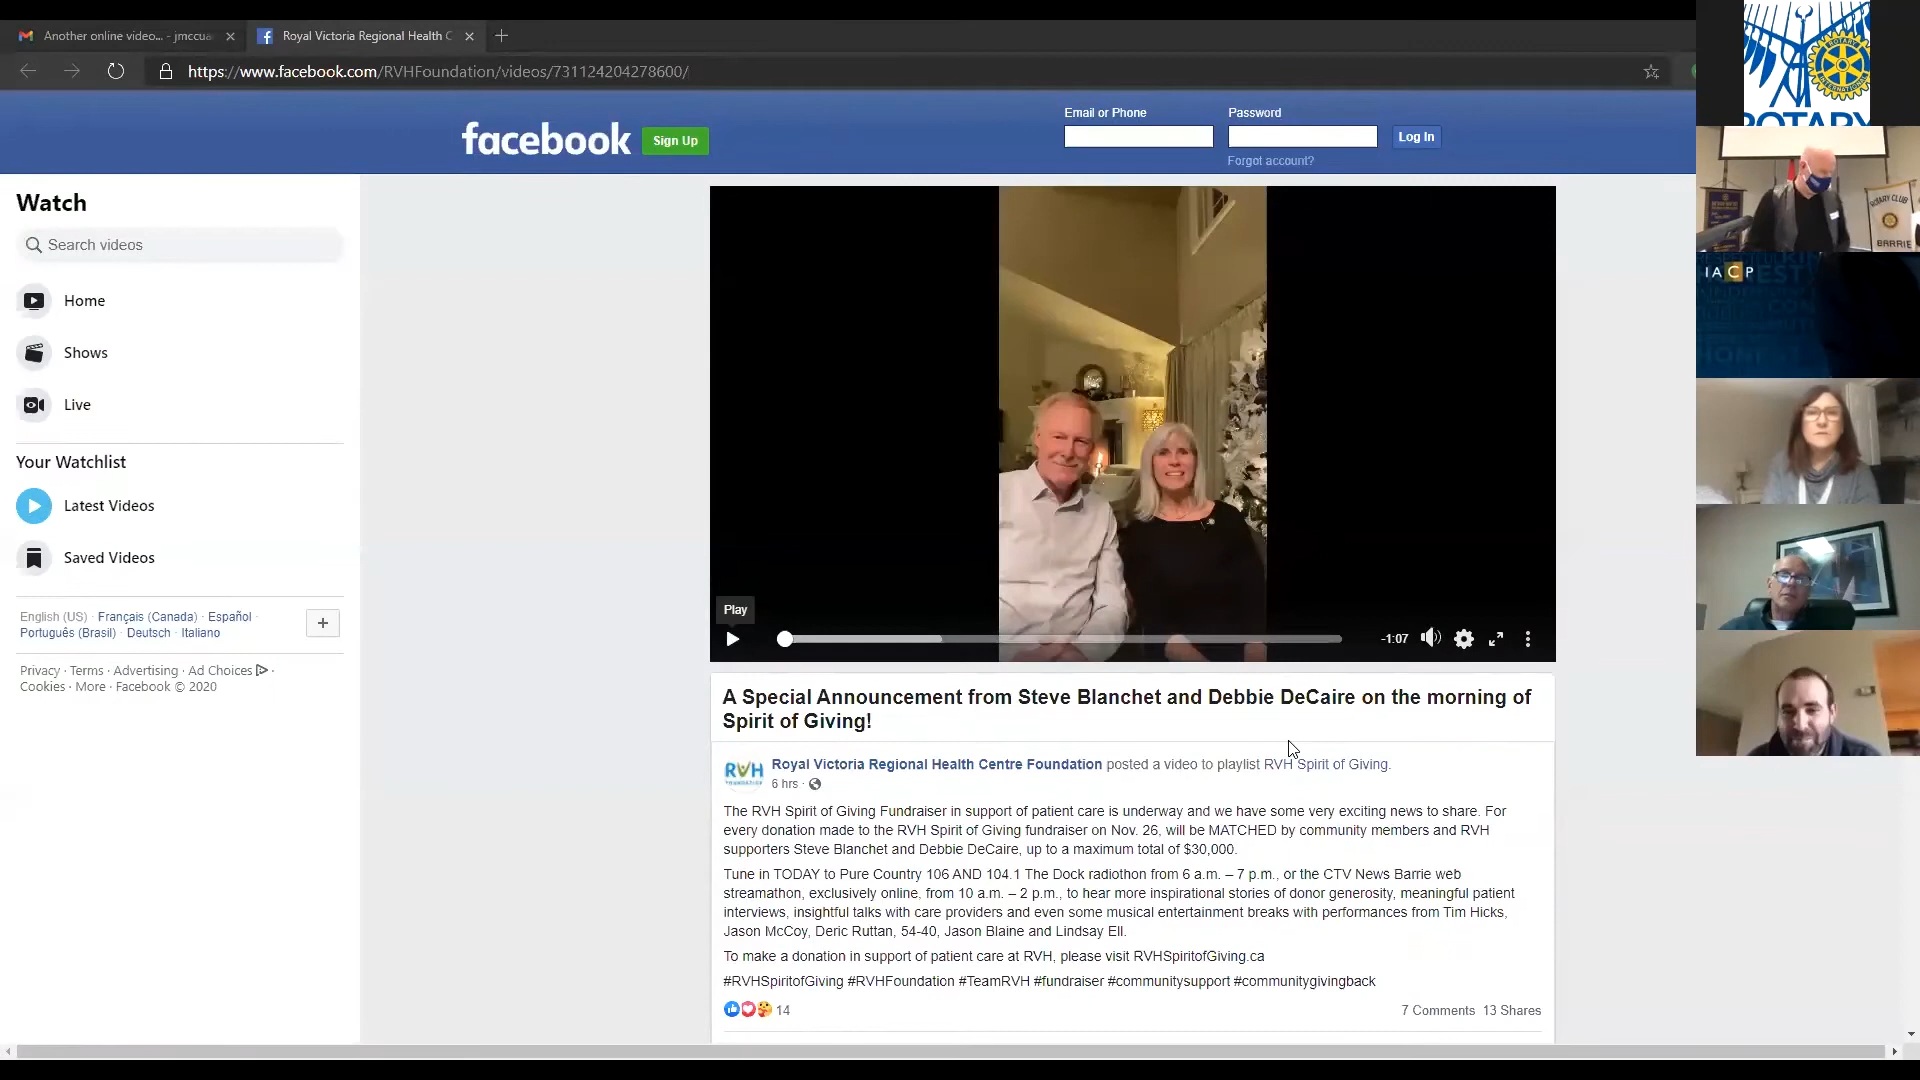 Another online video... - jmccua
Royal Victoria Regional Health C
https://www.facebook.com/RVHFoundation/videos/731124204278600/
facebook
Sign Up
Email or Phone
Password
Log In
Forgot account?
Watch
Search videos
Home
Shows
Live
Your Watchlist
Latest Videos
Saved Videos
English (US) · Français (Canada) · Español ·
Português (Brasil) · Deutsch · Italiano
Privacy · Terms · Advertising · Ad Choices ·
Cookies · More · Facebook © 2020
Play
-1:07
A Special Announcement from Steve Blanchet and Debbie DeCaire on the morning of
Spirit of Giving!
RVH
FOUNDATION
Royal Victoria Regional Health Centre Foundation posted a video to playlist RVH Spirit of Giving.
6 hrs ·
The RVH Spirit of Giving Fundraiser in support of patient care is underway and we have some very exciting news to share. For
every donation made to the RVH Spirit of Giving fundraiser on Nov. 26, will be MATCHED by community members and RVH
supporters Steve Blanchet and Debbie DeCaire, up to a maximum total of $30,000.
Tune in TODAY to Pure Country 106 AND 104.1 The Dock radiothon from 6 a.m. – 7 p.m., or the CTV News Barrie web
streamathon, exclusively online, from 10 a.m. – 2 p.m., to hear more inspirational stories of donor generosity, meaningful patient
interviews, insightful talks with care providers and even some musical entertainment breaks with performances from Tim Hicks,
Jason McCoy, Deric Ruttan, 54-40, Jason Blaine and Lindsay Ell.
To make a donation in support of patient care at RVH, please visit RVHSpiritofGiving.ca
#RVHSpiritofGiving #RVHFoundation #TeamRVH #fundraiser #communitysupport #communitygivingback
14
7 Comments 13 Shares
ROTARY
ROTARY CLUB
BARRIE
IACP